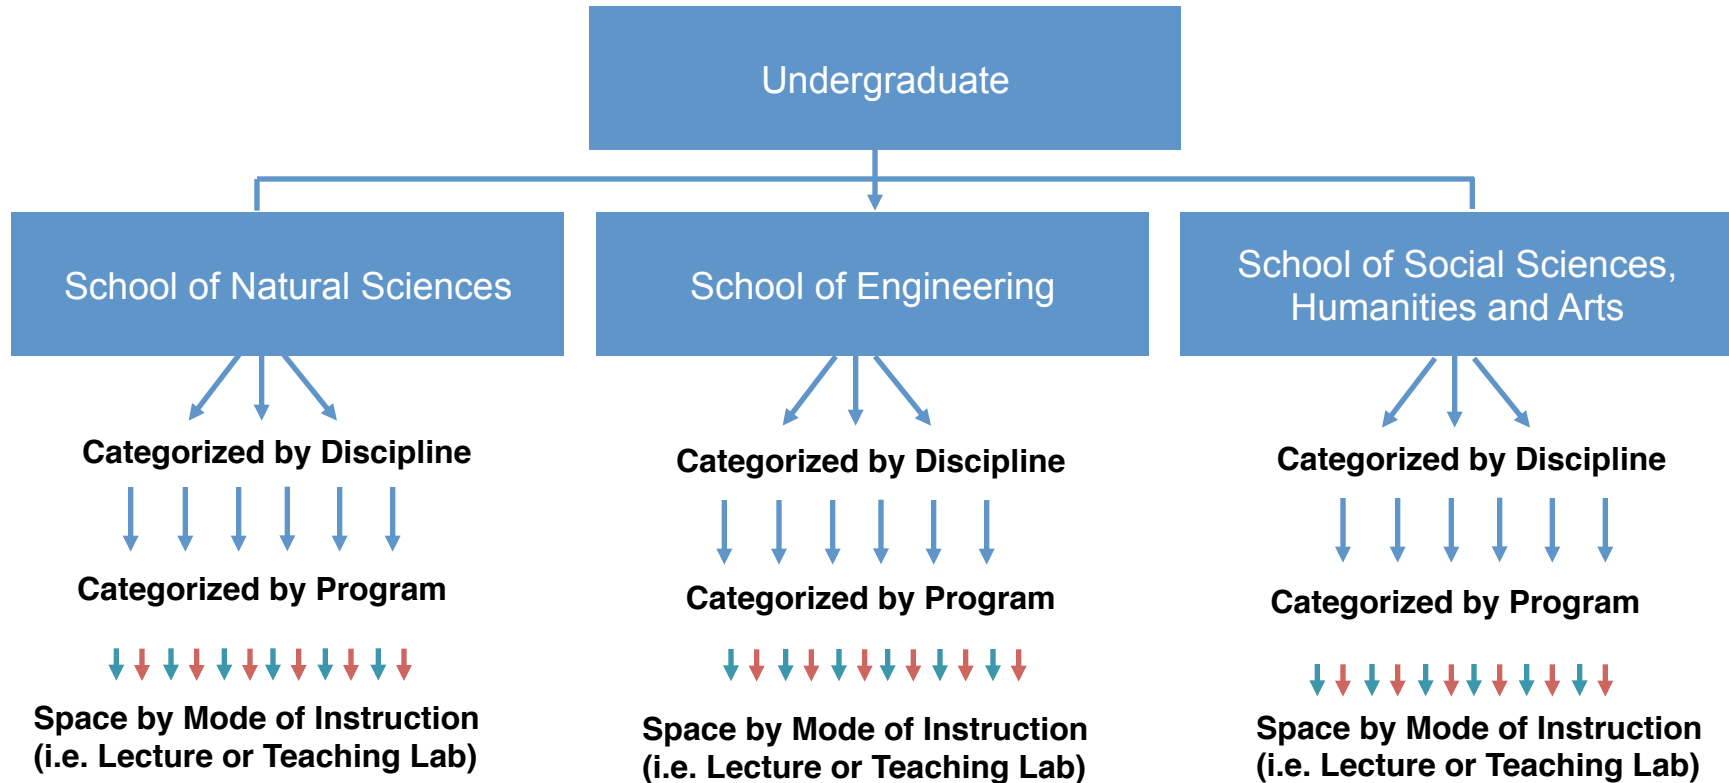 Undergraduate
School of Natural Sciences
School of Engineering
School of Social Sciences,
Humanities and Arts
Categorized by Discipline
Categorized by Discipline
Categorized by Discipline
Categorized by Program
Categorized by Program
Categorized by Program
Space by Mode of Instruction
(i.e. Lecture or Teaching Lab)
Space by Mode of Instruction
(i.e. Lecture or Teaching Lab)
Space by Mode of Instruction
(i.e. Lecture or Teaching Lab)